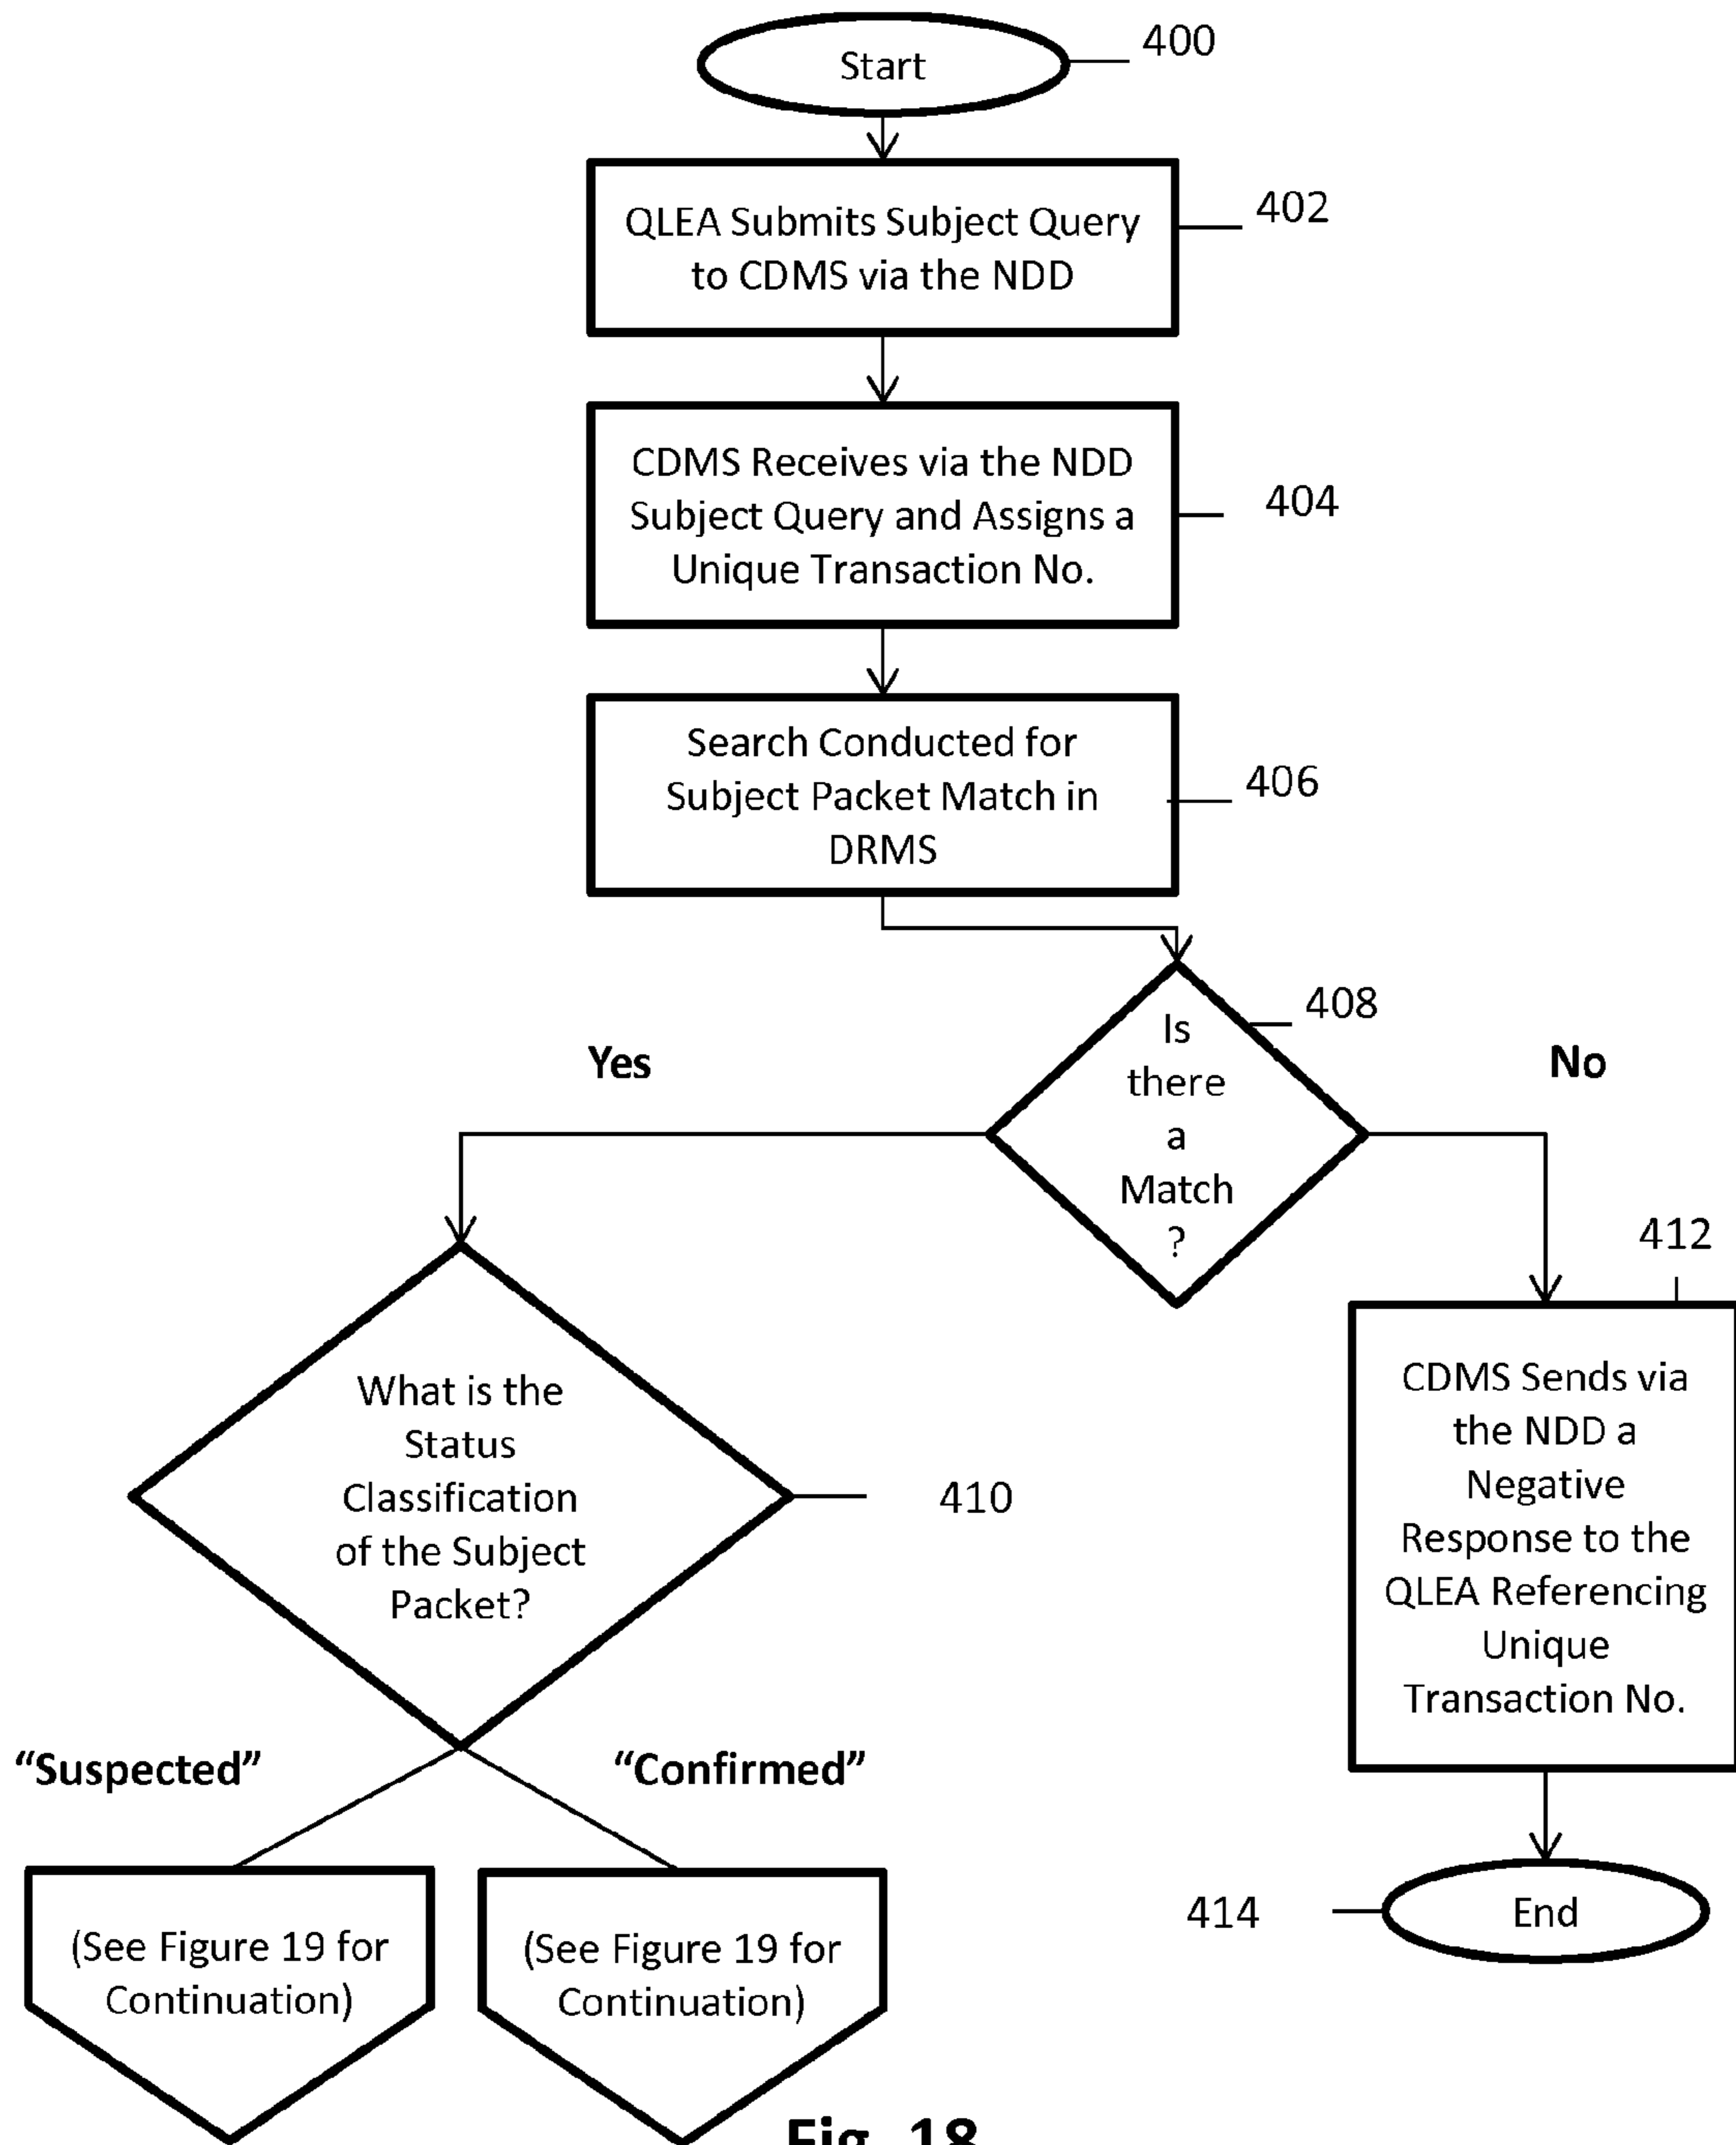 Start
400
QLEA Submits Subject Query
to CDMS via the NDD
402
CDMS Receives via the NDD
Subject Query and Assigns a
Unique Transaction No.
404
Search Conducted for
Subject Packet Match in
DRMS
406
Is
there
a
Match
?
408
Yes
No
What is the
Status
Classification
of the Subject
Packet?
410
412
CDMS Sends via
the NDD a
Negative
Response to the
QLEA Referencing
Unique
Transaction No.
“Suspected”
“Confirmed”
(See Figure 19 for
Continuation)
(See Figure 19 for
Continuation)
414
End
Fig. 18